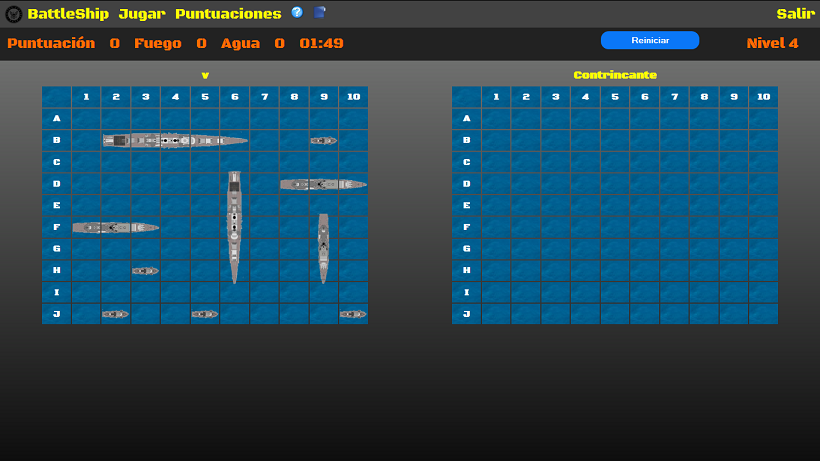 BattleShip Jugar Puntuaciones ? Salir
Puntuación 0 Fuego 0 Agua 0 01:49 Reiniciar Nivel 4
v
1 2 3 4 5 6 7 8 9 10
A
B
C
D
E
F
G
H
I
J
Contrincante
1 2 3 4 5 6 7 8 9 10
A
B
C
D
E
F
G
H
I
J